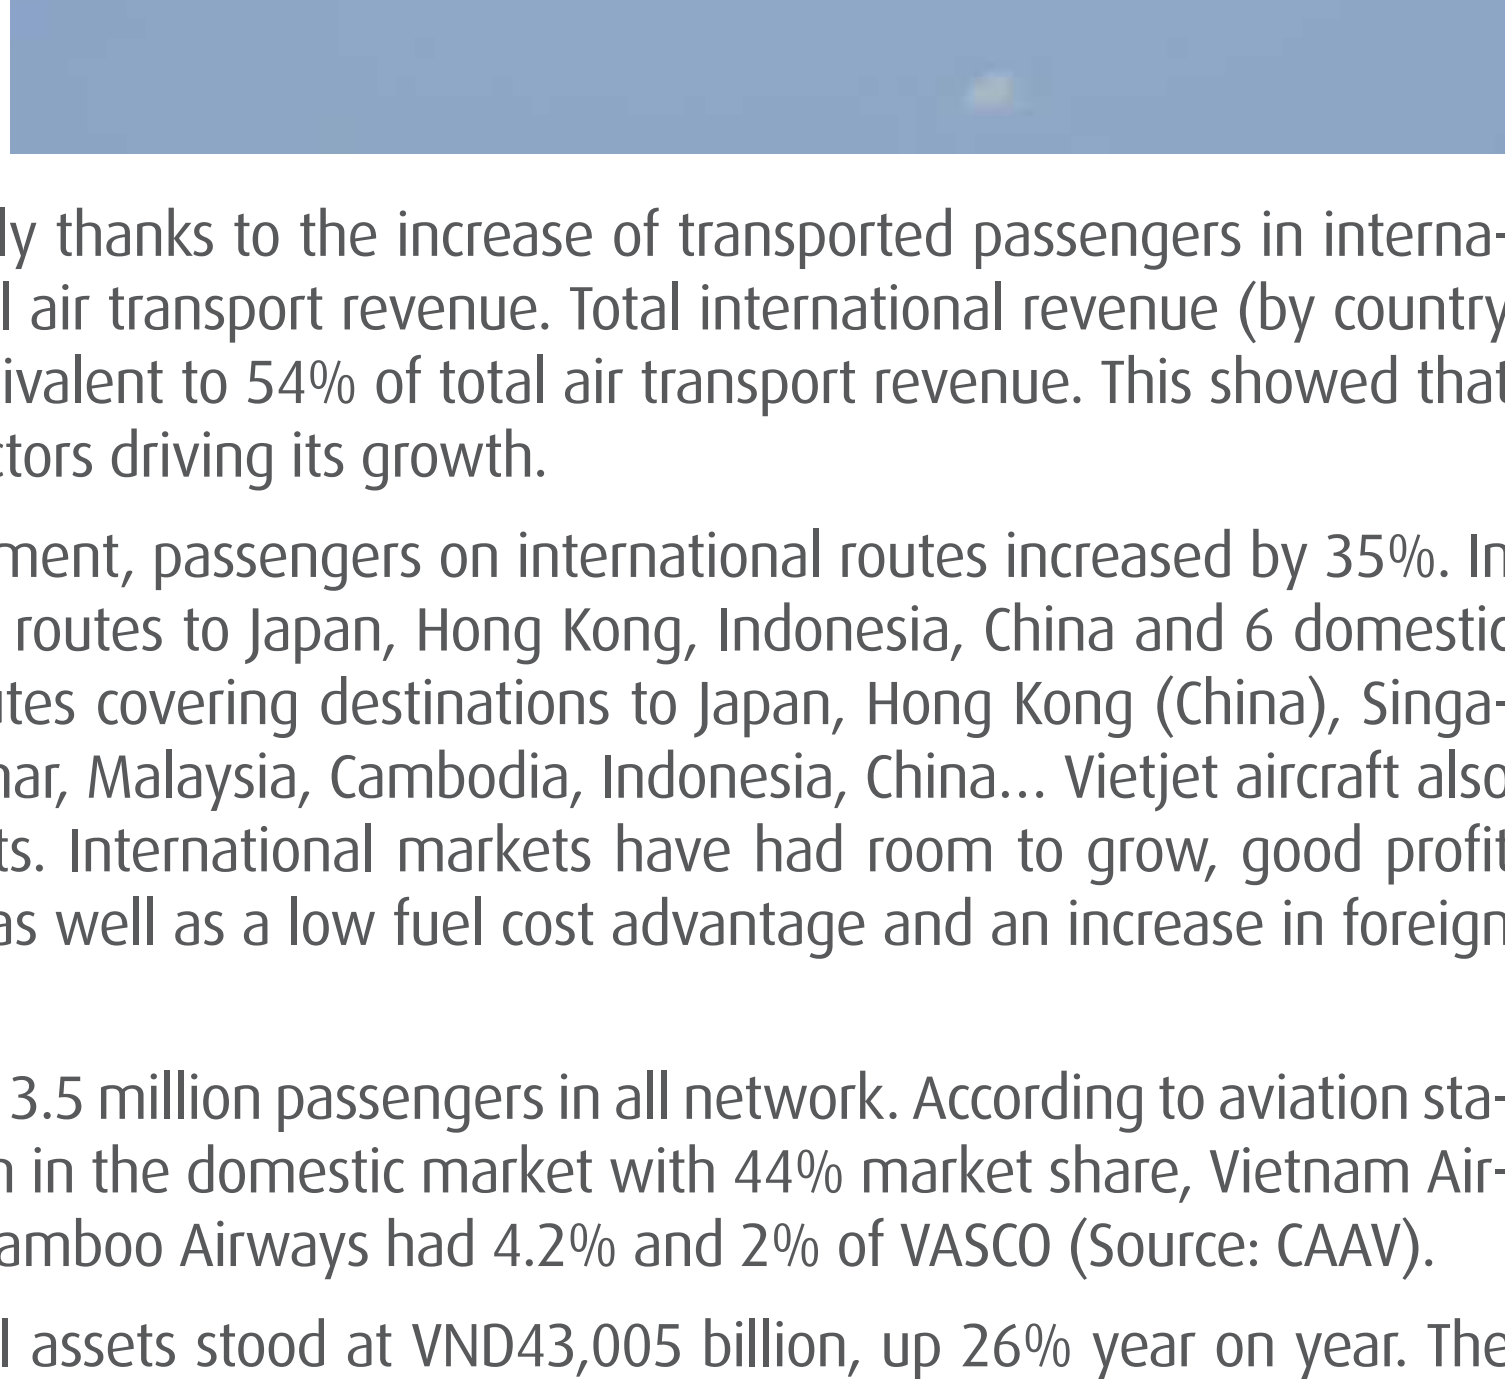 ly thanks to the increase of transported passengers in interna-
l air transport revenue. Total international revenue (by country
ivalent to 54% of total air transport revenue. This showed that
ctors driving its growth.
ment, passengers on international routes increased by 35%. In
routes to Japan, Hong Kong, Indonesia, China and 6 domestic
utes covering destinations to Japan, Hong Kong (China), Singa-
nar, Malaysia, Cambodia, Indonesia, China... Vietjet aircraft also
ts. International markets have had room to grow, good profit
as well as a low fuel cost advantage and an increase in foreign
3.5 million passengers in all network. According to aviation sta-
n in the domestic market with 44% market share, Vietnam Air-
amboo Airways had 4.2% and 2% of VASCO (Source: CAAV).
l assets stood at VND43,005 billion, up 26% year on year. The